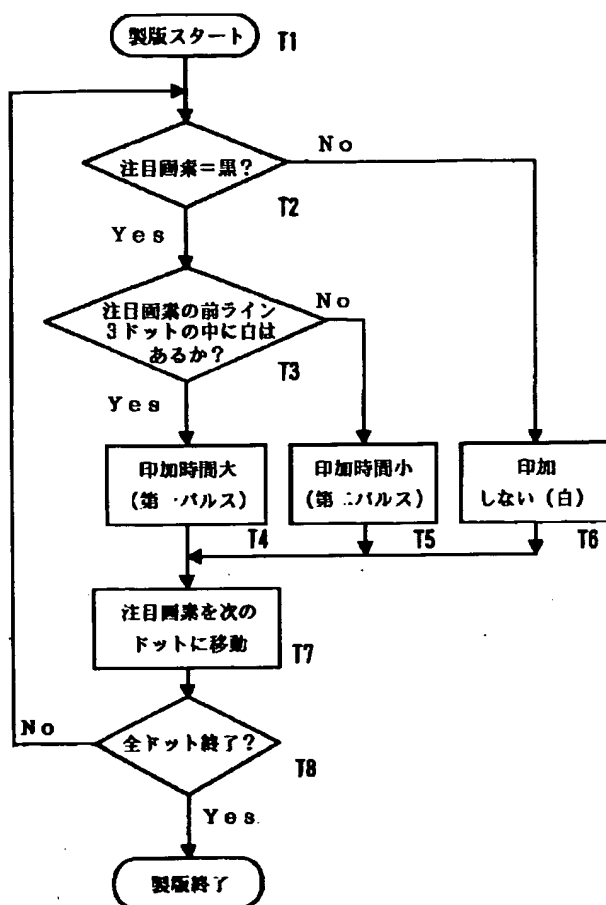 製版スタート
T1
注目画素=黒?
No
T2
Yes
注目画素の前ライン
3ドットの中に白は
あるか?
No
T3
Yes
印加時間大
(第一パルス)
T4
印加時間小
(第二パルス)
T5
印加
しない(白)
T6
注目画素を次の
ドットに移動
T7
No
全ドット終了?
T8
Yes
製版終了